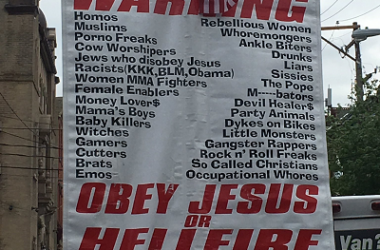 WARNING
Homos
Muslims
Porno Freaks
Cow Worshipers
Jews who disobey Jesus
Racists(KKK,BLM,Obama)
Women MMA Fighters
Female Enablers
Money Lover$
Mama's Boys
Baby Killers
Witches
Gamers
Cutters
Brats
Emos
Rebellious Women
Whoremongers
Ankle Biters
Drunks
Liars
Sissies
The Pope
M----bators
Devil Healer$
Party Animals
Dykes on Bikes
Little Monsters
Gangster Rappers
Rock n' Roll Freaks
So Called Christians
Occupational Whores
OBEY JESUS
OR
HELLFIRE